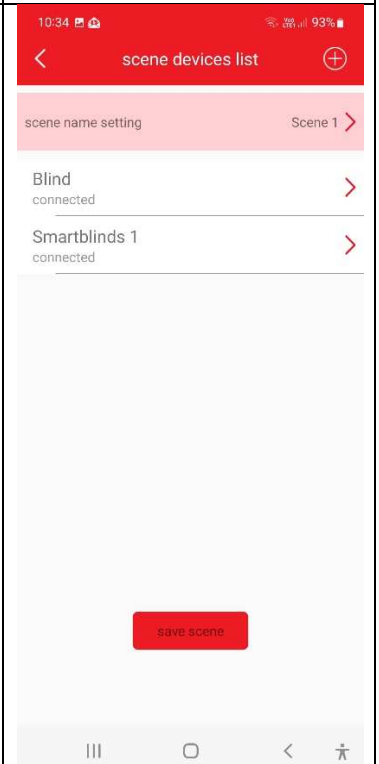 10:34 93%
scene devices list
scene name setting Scene 1
Blind
connected
Smartblinds 1
connected
save scene